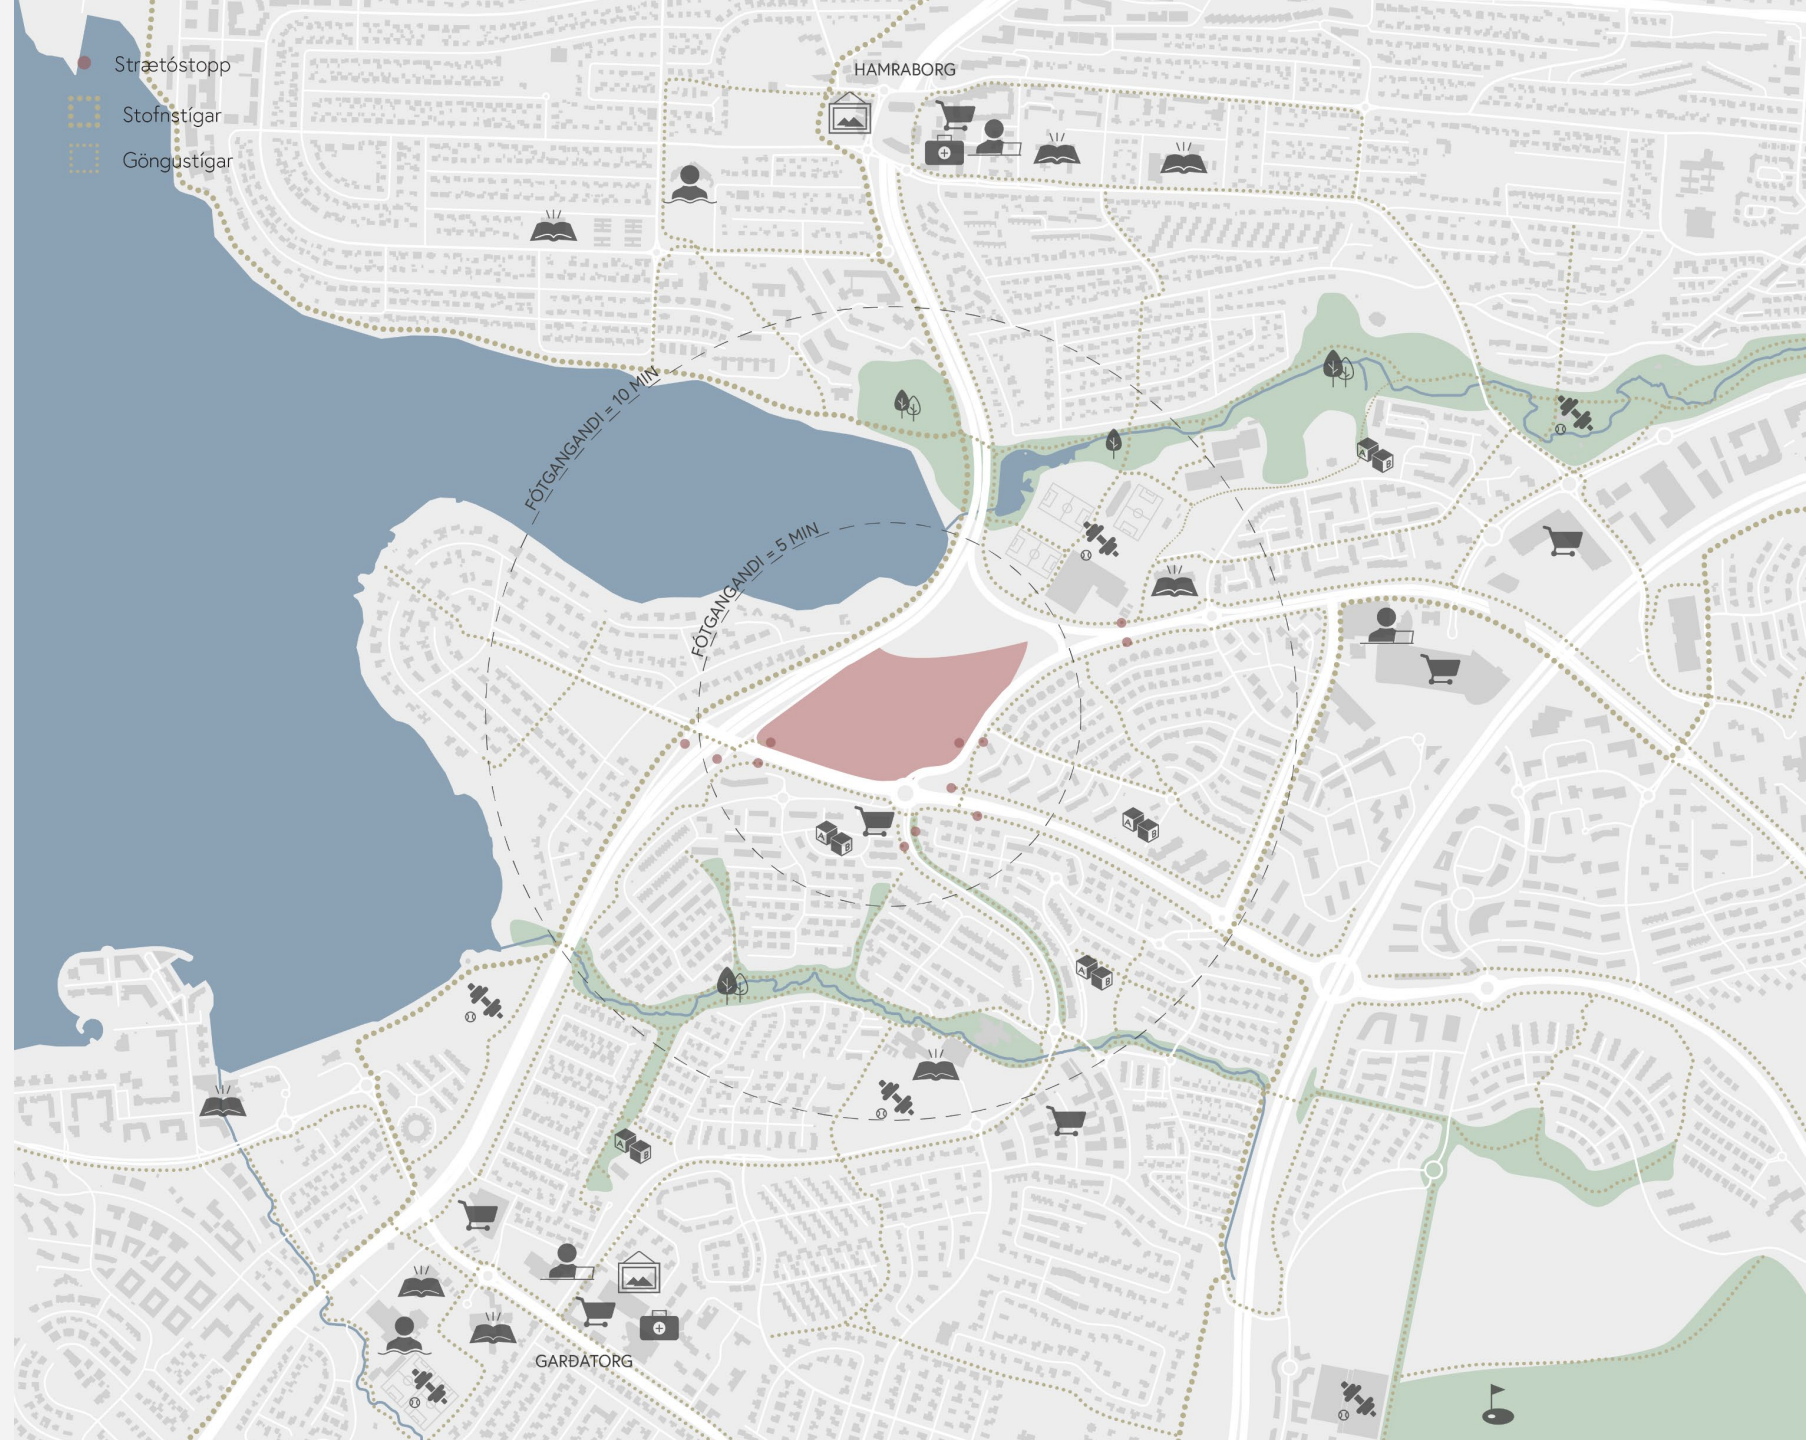 Strætóstopp
Stofnstígar
Göngustígar
HAMRABORG
FÓTGANGANDI = 10 MIN
FÓTGANGANDI = 5 MIN
GARÐATORG